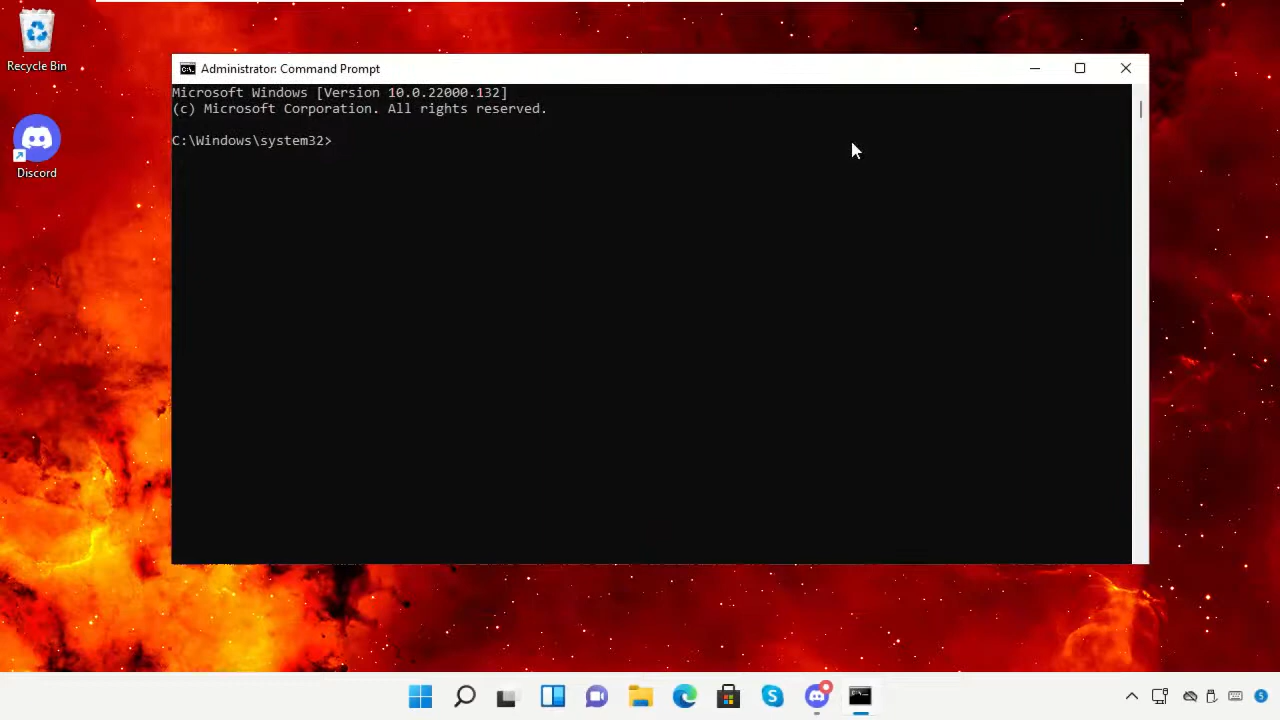 Recycle Bin
Discord
Administrator: Command Prompt
Microsoft Windows [Version 10.0.22000.132]
(c) Microsoft Corporation. All rights reserved.
C:\Windows\system32>
5